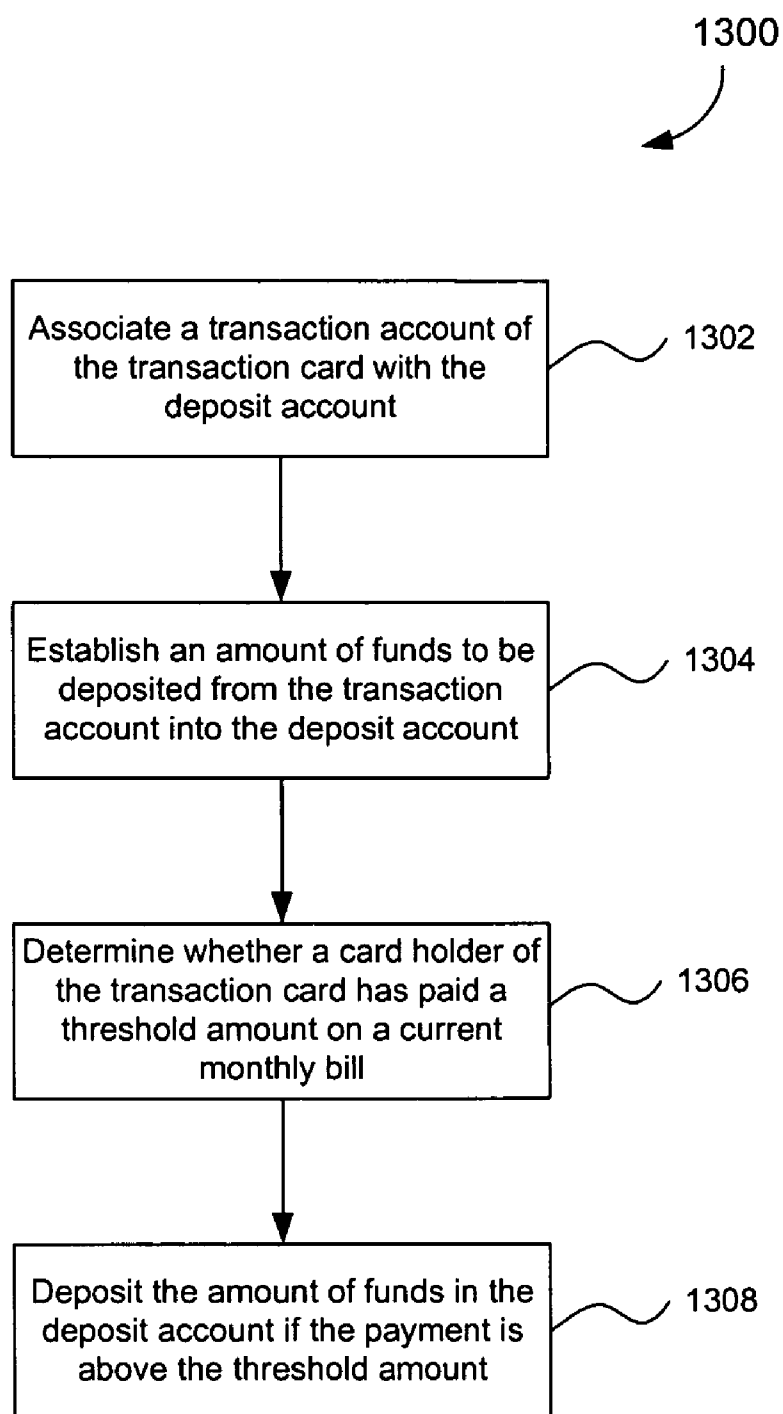 1300
Associate a transaction account of
the transaction card with the
deposit account
1302
Establish an amount of funds to be
deposited from the transaction
account into the deposit account
1304
Determine whether a card holder of
the transaction card has paid a
threshold amount on a current
monthly bill
1306
Deposit the amount of funds in the
deposit account if the payment is
above the threshold amount
1308